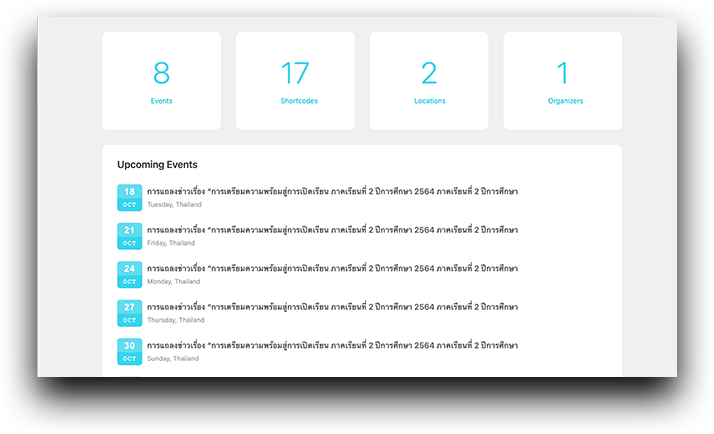 8
Events
17
Shortcodes
2
Locations
1
Organizers
Upcoming Events
18
OCT
การแถลงข่าวเรื่อง “การเตรียมความพร้อมสู่การเปิดเรียน ภาคเรียนที่ 2 ปีการศึกษา 2564 ภาคเรียนที่ 2 ปีการศึกษา
Tuesday, Thailand
21
OCT
การแถลงข่าวเรื่อง “การเตรียมความพร้อมสู่การเปิดเรียน ภาคเรียนที่ 2 ปีการศึกษา 2564 ภาคเรียนที่ 2 ปีการศึกษา
Friday, Thailand
24
OCT
การแถลงข่าวเรื่อง “การเตรียมความพร้อมสู่การเปิดเรียน ภาคเรียนที่ 2 ปีการศึกษา 2564 ภาคเรียนที่ 2 ปีการศึกษา
Monday, Thailand
27
OCT
การแถลงข่าวเรื่อง “การเตรียมความพร้อมสู่การเปิดเรียน ภาคเรียนที่ 2 ปีการศึกษา 2564 ภาคเรียนที่ 2 ปีการศึกษา
Thursday, Thailand
30
OCT
การแถลงข่าวเรื่อง “การเตรียมความพร้อมสู่การเปิดเรียน ภาคเรียนที่ 2 ปีการศึกษา 2564 ภาคเรียนที่ 2 ปีการศึกษา
Sunday, Thailand